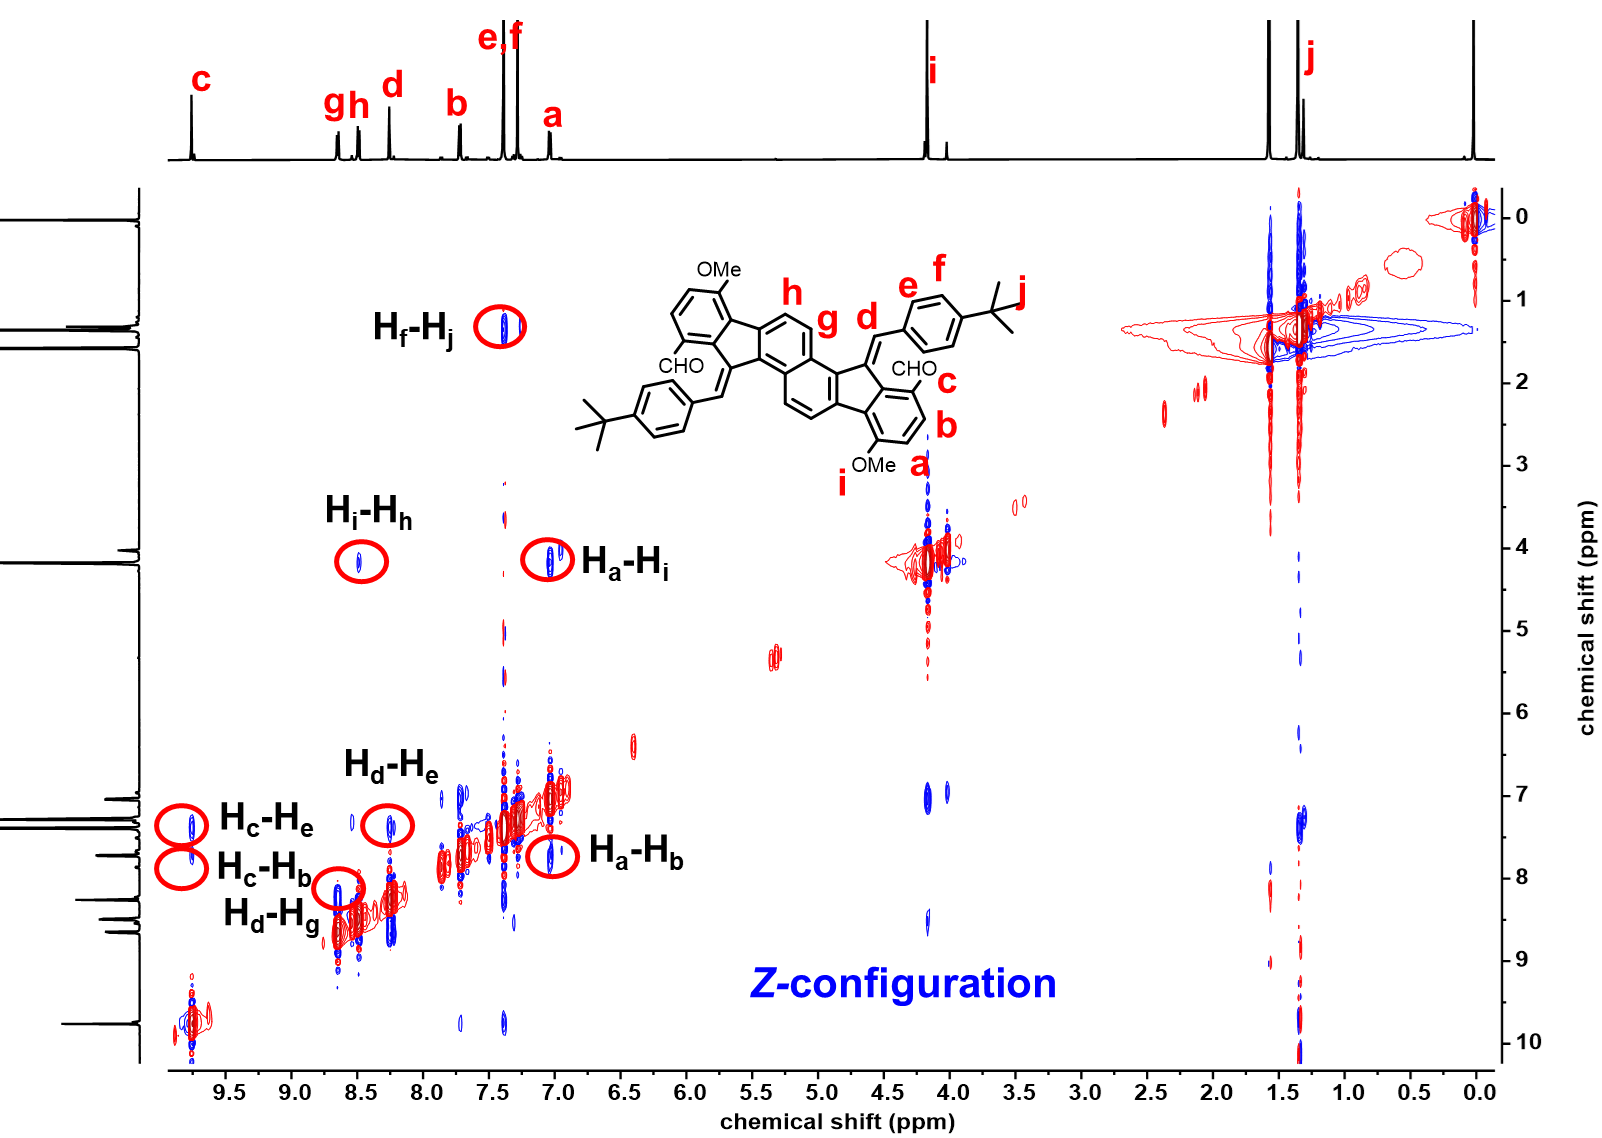 c
g
h
d
b
e,f
a
i
j
0
1
2
3
4
5
6
7
8
9
10
chemical shift (ppm)
OMe
CHO
h
g
d
e
f
j
CHO
c
b
a
OMe
i
Hf-Hj
Hi-Hh
Ha-Hi
Hd-He
Hc-He
Hc-Hb
Hd-Hg
Ha-Hb
Z-configuration
9.5 9.0 8.5 8.0 7.5 7.0 6.5 6.0 5.5 5.0 4.5 4.0 3.5 3.0 2.5 2.0 1.5 1.0 0.5 0.0
chemical shift (ppm)